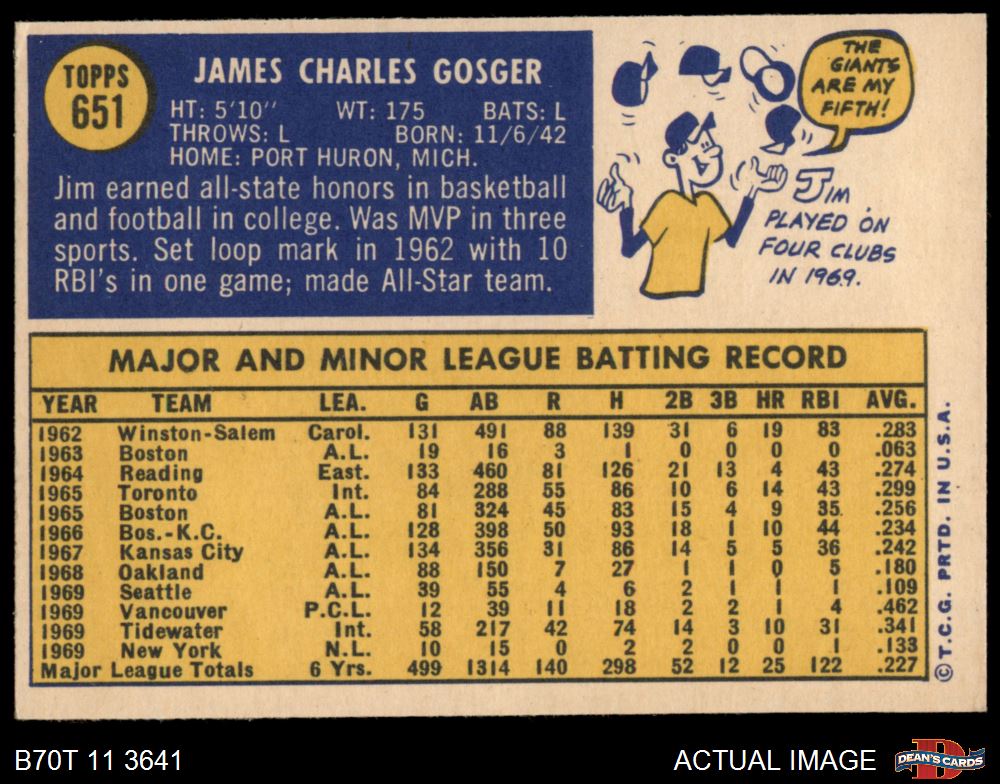 TOPPS
651
JAMES CHARLES GOSGER
HT: 5'10" WT: 175 BATS: L
THROWS: L BORN: 11/6/42
HOME: PORT HURON, MICH.
Jim earned all-state honors in basketball
and football in college. Was MVP in three
sports. Set loop mark in 1962 with 10
RBI's in one game; made All-Star team.
THE
GIANTS
ARE MY
FIFTH!
JIM
PLAYED ON
FOUR CLUBS
IN 1969.
MAJOR AND MINOR LEAGUE BATTING RECORD
YEAR TEAM LEA. G AB R H 2B 3B HR RBI AVG.
1962 Winston-Salem Carol. 131 491 88 139 31 6 19 83 .283
1963 Boston A.L. 19 16 3 1 0 0 0 0 .063
1964 Reading East. 133 460 81 126 21 13 4 43 .274
1965 Toronto Int. 84 288 55 86 10 6 14 43 .299
1965 Boston A.L. 81 324 45 83 15 4 9 35 .256
1966 Bos.-K.C. A.L. 128 398 50 93 18 1 10 44 .234
1967 Kansas City A.L. 134 356 31 86 14 5 5 36 .242
1968 Oakland A.L. 88 150 7 27 1 1 0 5 .180
1969 Seattle A.L. 39 55 4 6 2 1 1 1 .109
1969 Vancouver P.C.L. 12 39 11 18 2 2 1 4 .462
1969 Tidewater Int. 58 217 42 74 14 3 10 31 .341
1969 New York N.L. 10 15 0 2 2 0 0 1 .133
Major League Totals 6 Yrs. 499 1314 140 298 52 12 25 122 .227
© T.C.G. PRTD. IN U.S.A.
B70T 11 3641
ACTUAL IMAGE
D
DEAN'S CARDS